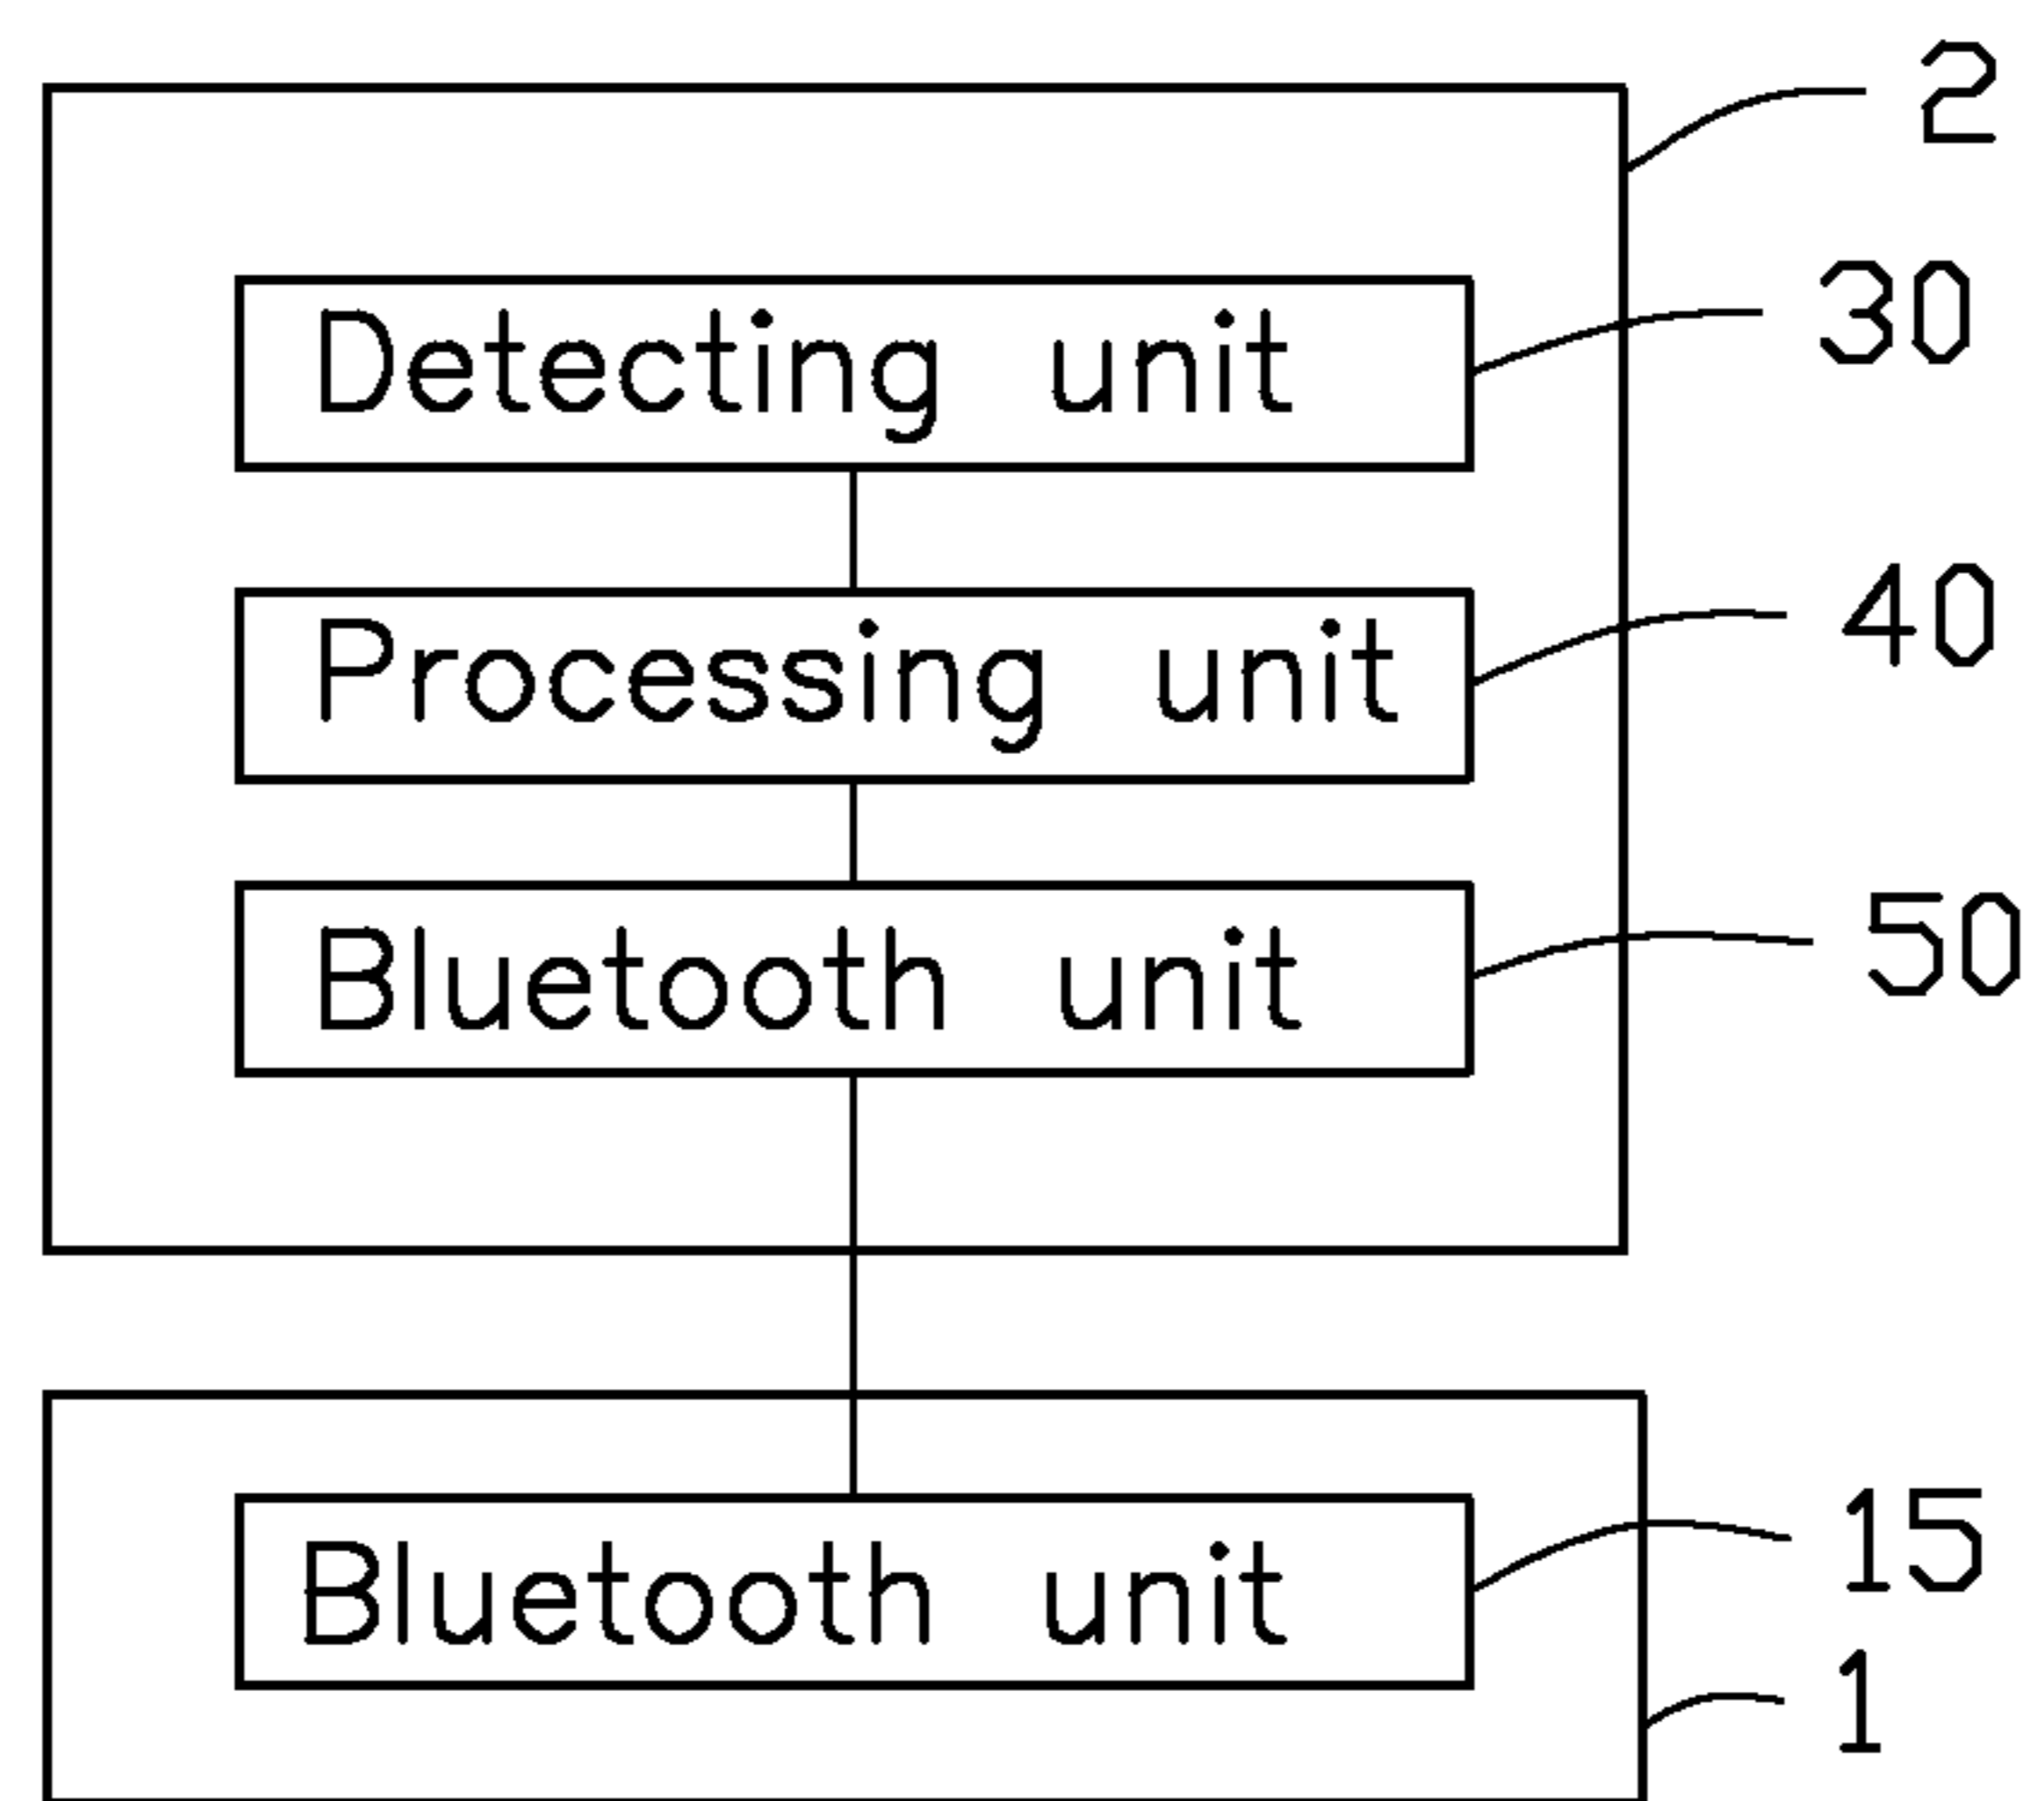 2
Detecting unit 30
Processing unit 40
Bluetooth unit 50
Bluetooth unit 15
1